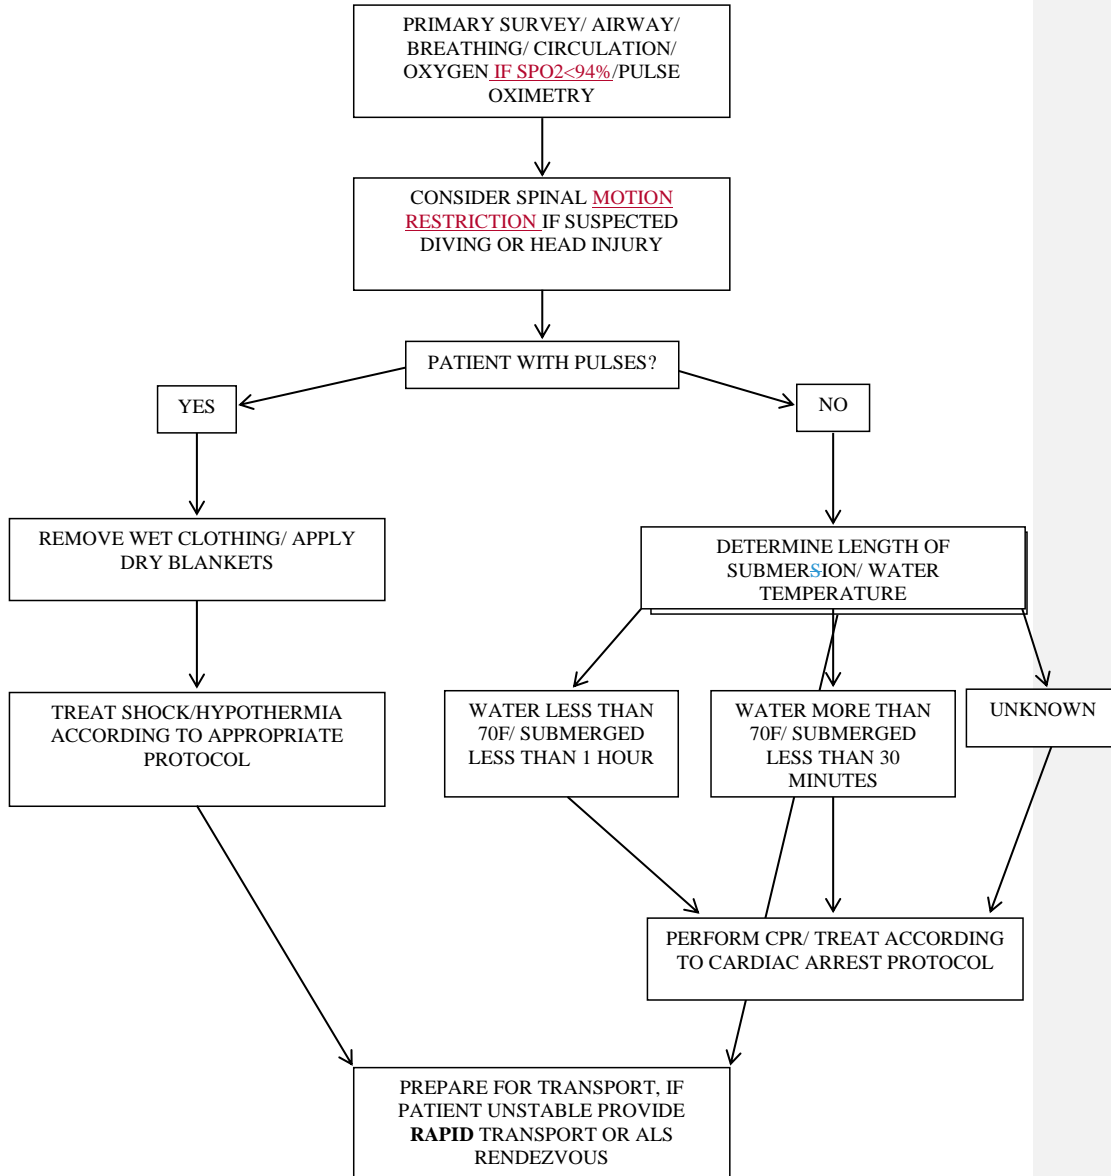 PRIMARY SURVEY/ AIRWAY/
BREATHING/ CIRCULATION/
OXYGEN IF SPO2<94%/PULSE
OXIMETRY
CONSIDER SPINAL MOTION
RESTRICTION IF SUSPECTED
DIVING OR HEAD INJURY
PATIENT WITH PULSES?
YES
NO
REMOVE WET CLOTHING/ APPLY
DRY BLANKETS
DETERMINE LENGTH OF
SUBMERSION/ WATER
TEMPERATURE
TREAT SHOCK/HYPOTHERMIA
ACCORDING TO APPROPRIATE
PROTOCOL
WATER LESS THAN
70F/ SUBMERGED
LESS THAN 1 HOUR
WATER MORE THAN
70F/ SUBMERGED
LESS THAN 30
MINUTES
UNKNOWN
PERFORM CPR/ TREAT ACCORDING
TO CARDIAC ARREST PROTOCOL
PREPARE FOR TRANSPORT, IF
PATIENT UNSTABLE PROVIDE
RAPID TRANSPORT OR ALS
RENDEZVOUS